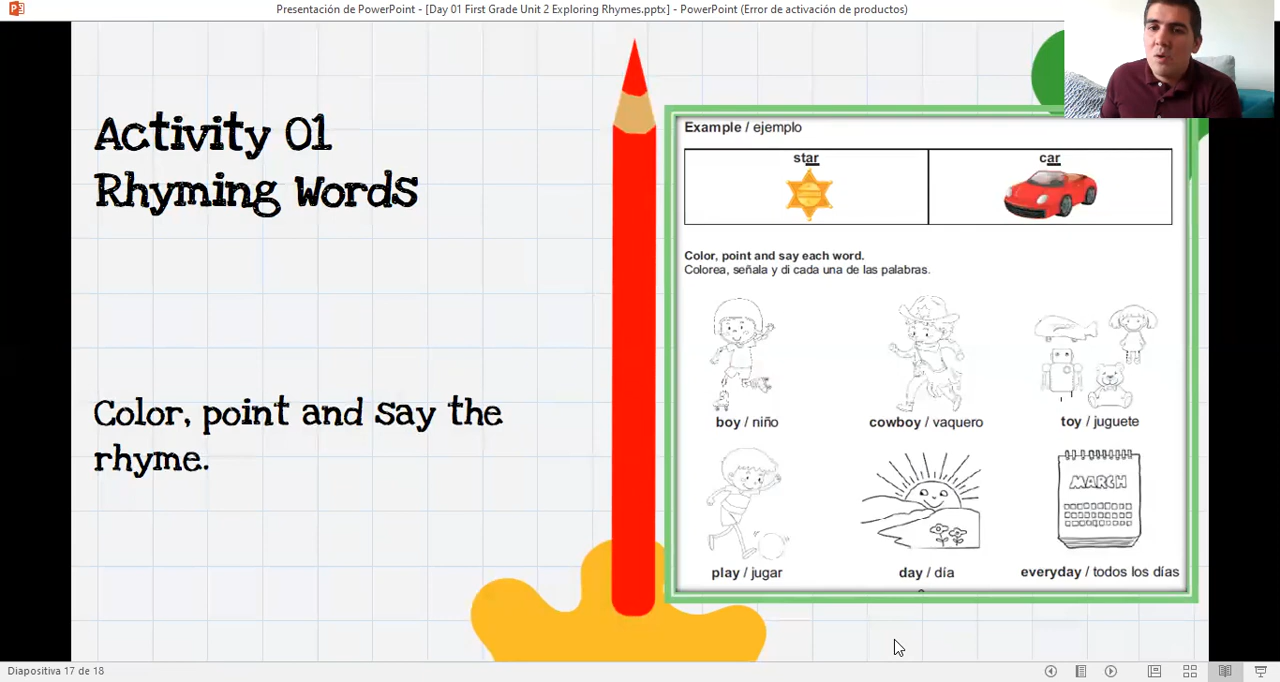 Presentación de PowerPoint - [Day 01 First Grade Unit 2 Exploring Rhymes.pptx] - PowerPoint (Error de activación de productos)
Activity 01
Rhyming Words
Color, point and say the
rhyme.
Example / ejemplo
star car
Color, point and say each word.
Colorea, señala y di cada una de las palabras.
boy / niño cowboy / vaquero toy / juguete
MARCH
play / jugar day / día everyday / todos los días
Diapositiva 17 de 18